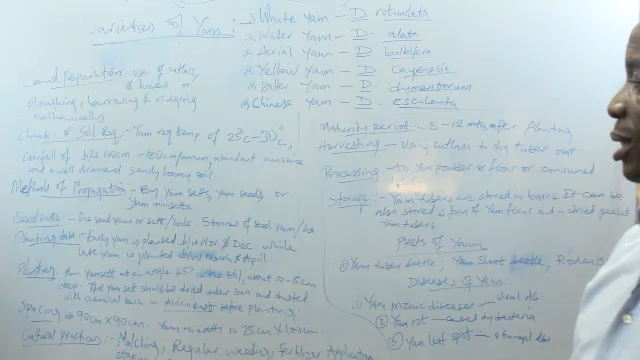 varieties of Yam:
i. White Yam – D. rotundata
ii. Water Yam – D. alata
iii. Aerial Yam – D bulbifera
iv. Yellow Yam – D Cayenesis
v. Bitter Yam – D. dumentorum
vi. Chinese Yam – D. esculenta
Land Preparation – use of cutlass,
& hoes or
ploughing, harrowing & ridging
mechanically
Climate & Soil Req – Yam req temp of 25°c–30°c,
rainfall of b/w 100cm – 180cm/annum, abundant sunshine
and a well drained sandy loamy soil
Methods of Propagation – By Yam setts, Yam seeds, or
Yam minisetts
Seed rate – One seed yam or sett/hole.
Planting date – Early yam is planted b/w Nov & Dec while
late yam is planted b/w March & April
Planting: Yam sett at an angle 45° about 10–15cm
The yam sett should be dried under sun and dusted
with chemical such as Aldrin dust before planting
Spacing – 90cm x 90cm. Yam minisetts is 25cm x 100cm
Cultural practices:- Mulching, Regular weeding, fertilizer Application
Maturity period – 8–12 mths after planting
Harvesting – Using cutlass to dig tuber out
Processing – to Yam powder or flour or consumed
Storage – Yam tubers are stored in barns. It can be
also stored in form of Yam flour and in dried peeled
Yam tubers
Pests of Yam
① Yam tuber beetle, Yam Shoot beetle, Rodents
Diseases of Yam
① Yam mosaic diseases – viral dis
② Yam rot – caused by bacteria
③ Yam leaf spot – a fungal dis